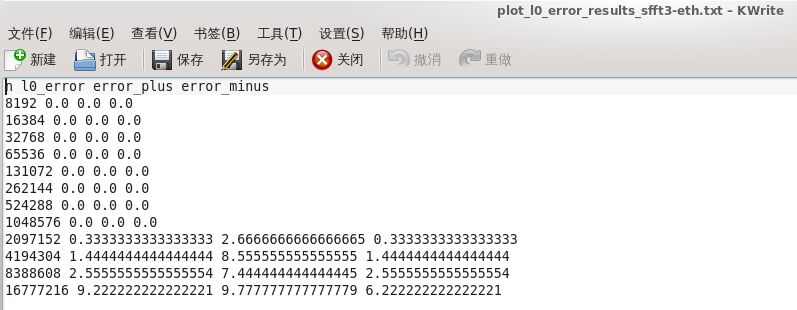 plot_l0_error_results_sfft3-eth.txt – KWrite
文件(F) 编辑(E) 查看(V) 书签(B) 工具(T) 设置(S) 帮助(H)
新建 打开 保存 另存为 关闭 撤消 重做
n l0_error error_plus error_minus
8192 0.0 0.0 0.0
16384 0.0 0.0 0.0
32768 0.0 0.0 0.0
65536 0.0 0.0 0.0
131072 0.0 0.0 0.0
262144 0.0 0.0 0.0
524288 0.0 0.0 0.0
1048576 0.0 0.0 0.0
2097152 0.3333333333333333 2.6666666666666665 0.3333333333333333
4194304 1.4444444444444444 8.555555555555555 1.4444444444444444
8388608 2.5555555555555554 7.444444444444445 2.5555555555555554
16777216 9.222222222222221 9.777777777777779 6.222222222222221